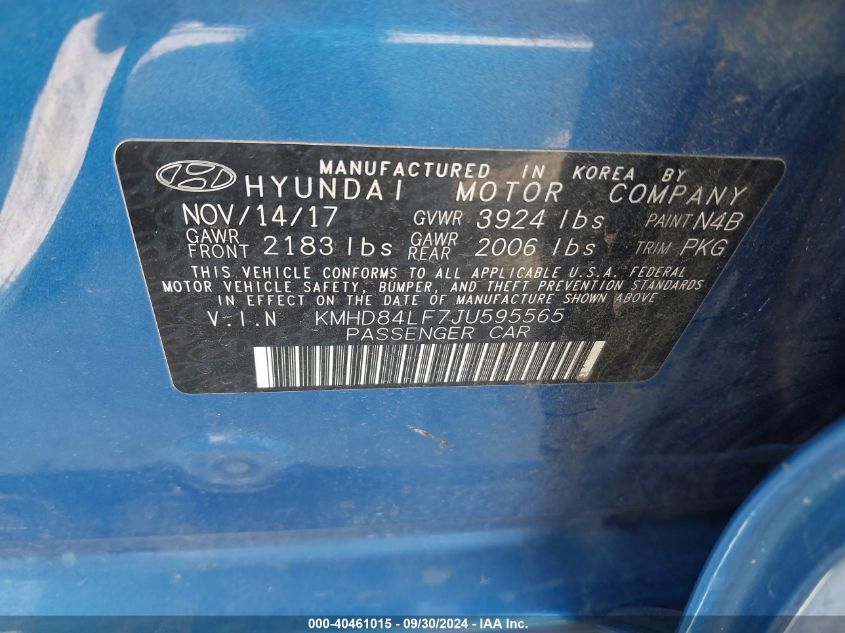 MANUFACTURED IN KOREA BY
HYUNDAI MOTOR COMPANY
NOV/14/17 GVWR 3924 lbs PAINT N4B
GAWR FRONT 2183 lbs GAWR REAR 2006 lbs TRIM PKG
THIS VEHICLE CONFORMS TO ALL APPLICABLE U.S.A. FEDERAL
MOTOR VEHICLE SAFETY, BUMPER, AND THEFT PREVENTION STANDARDS
IN EFFECT ON THE DATE OF MANUFACTURE SHOWN ABOVE
V.I.N KMHD84LF7JU595565
PASSENGER CAR
000-40461015 - 09/30/2024 - IAA Inc.